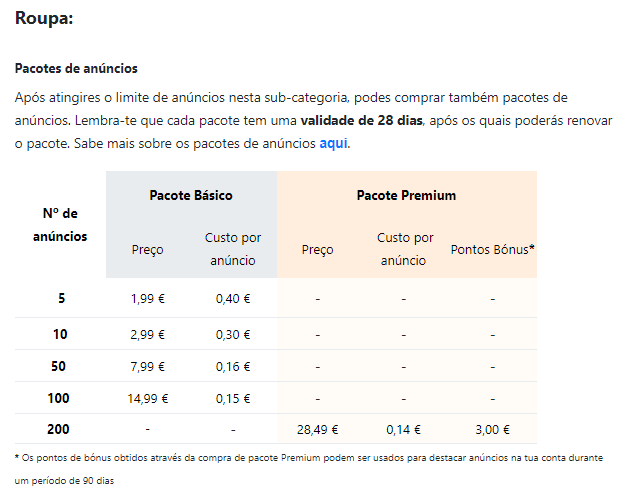 Roupa:
Pacotes de anúncios
Após atingires o limite de anúncios nesta sub-categoria, podes comprar também pacotes de
anúncios. Lembra-te que cada pacote tem uma validade de 28 dias, após os quais poderás renovar
o pacote. Sabe mais sobre os pacotes de anúncios aqui.
Nº de anúncios Pacote Básico Pacote Premium
Preço Custo por anúncio Preço Custo por anúncio Pontos Bónus*
5 1,99 € 0,40 € - - -
10 2,99 € 0,30 € - - -
50 7,99 € 0,16 € - - -
100 14,99 € 0,15 € - - -
200 - - 28,49 € 0,14 € 3,00 €
* Os pontos de bónus obtidos através da compra de pacote Premium podem ser usados para destacar anúncios na tua conta durante
um período de 90 dias